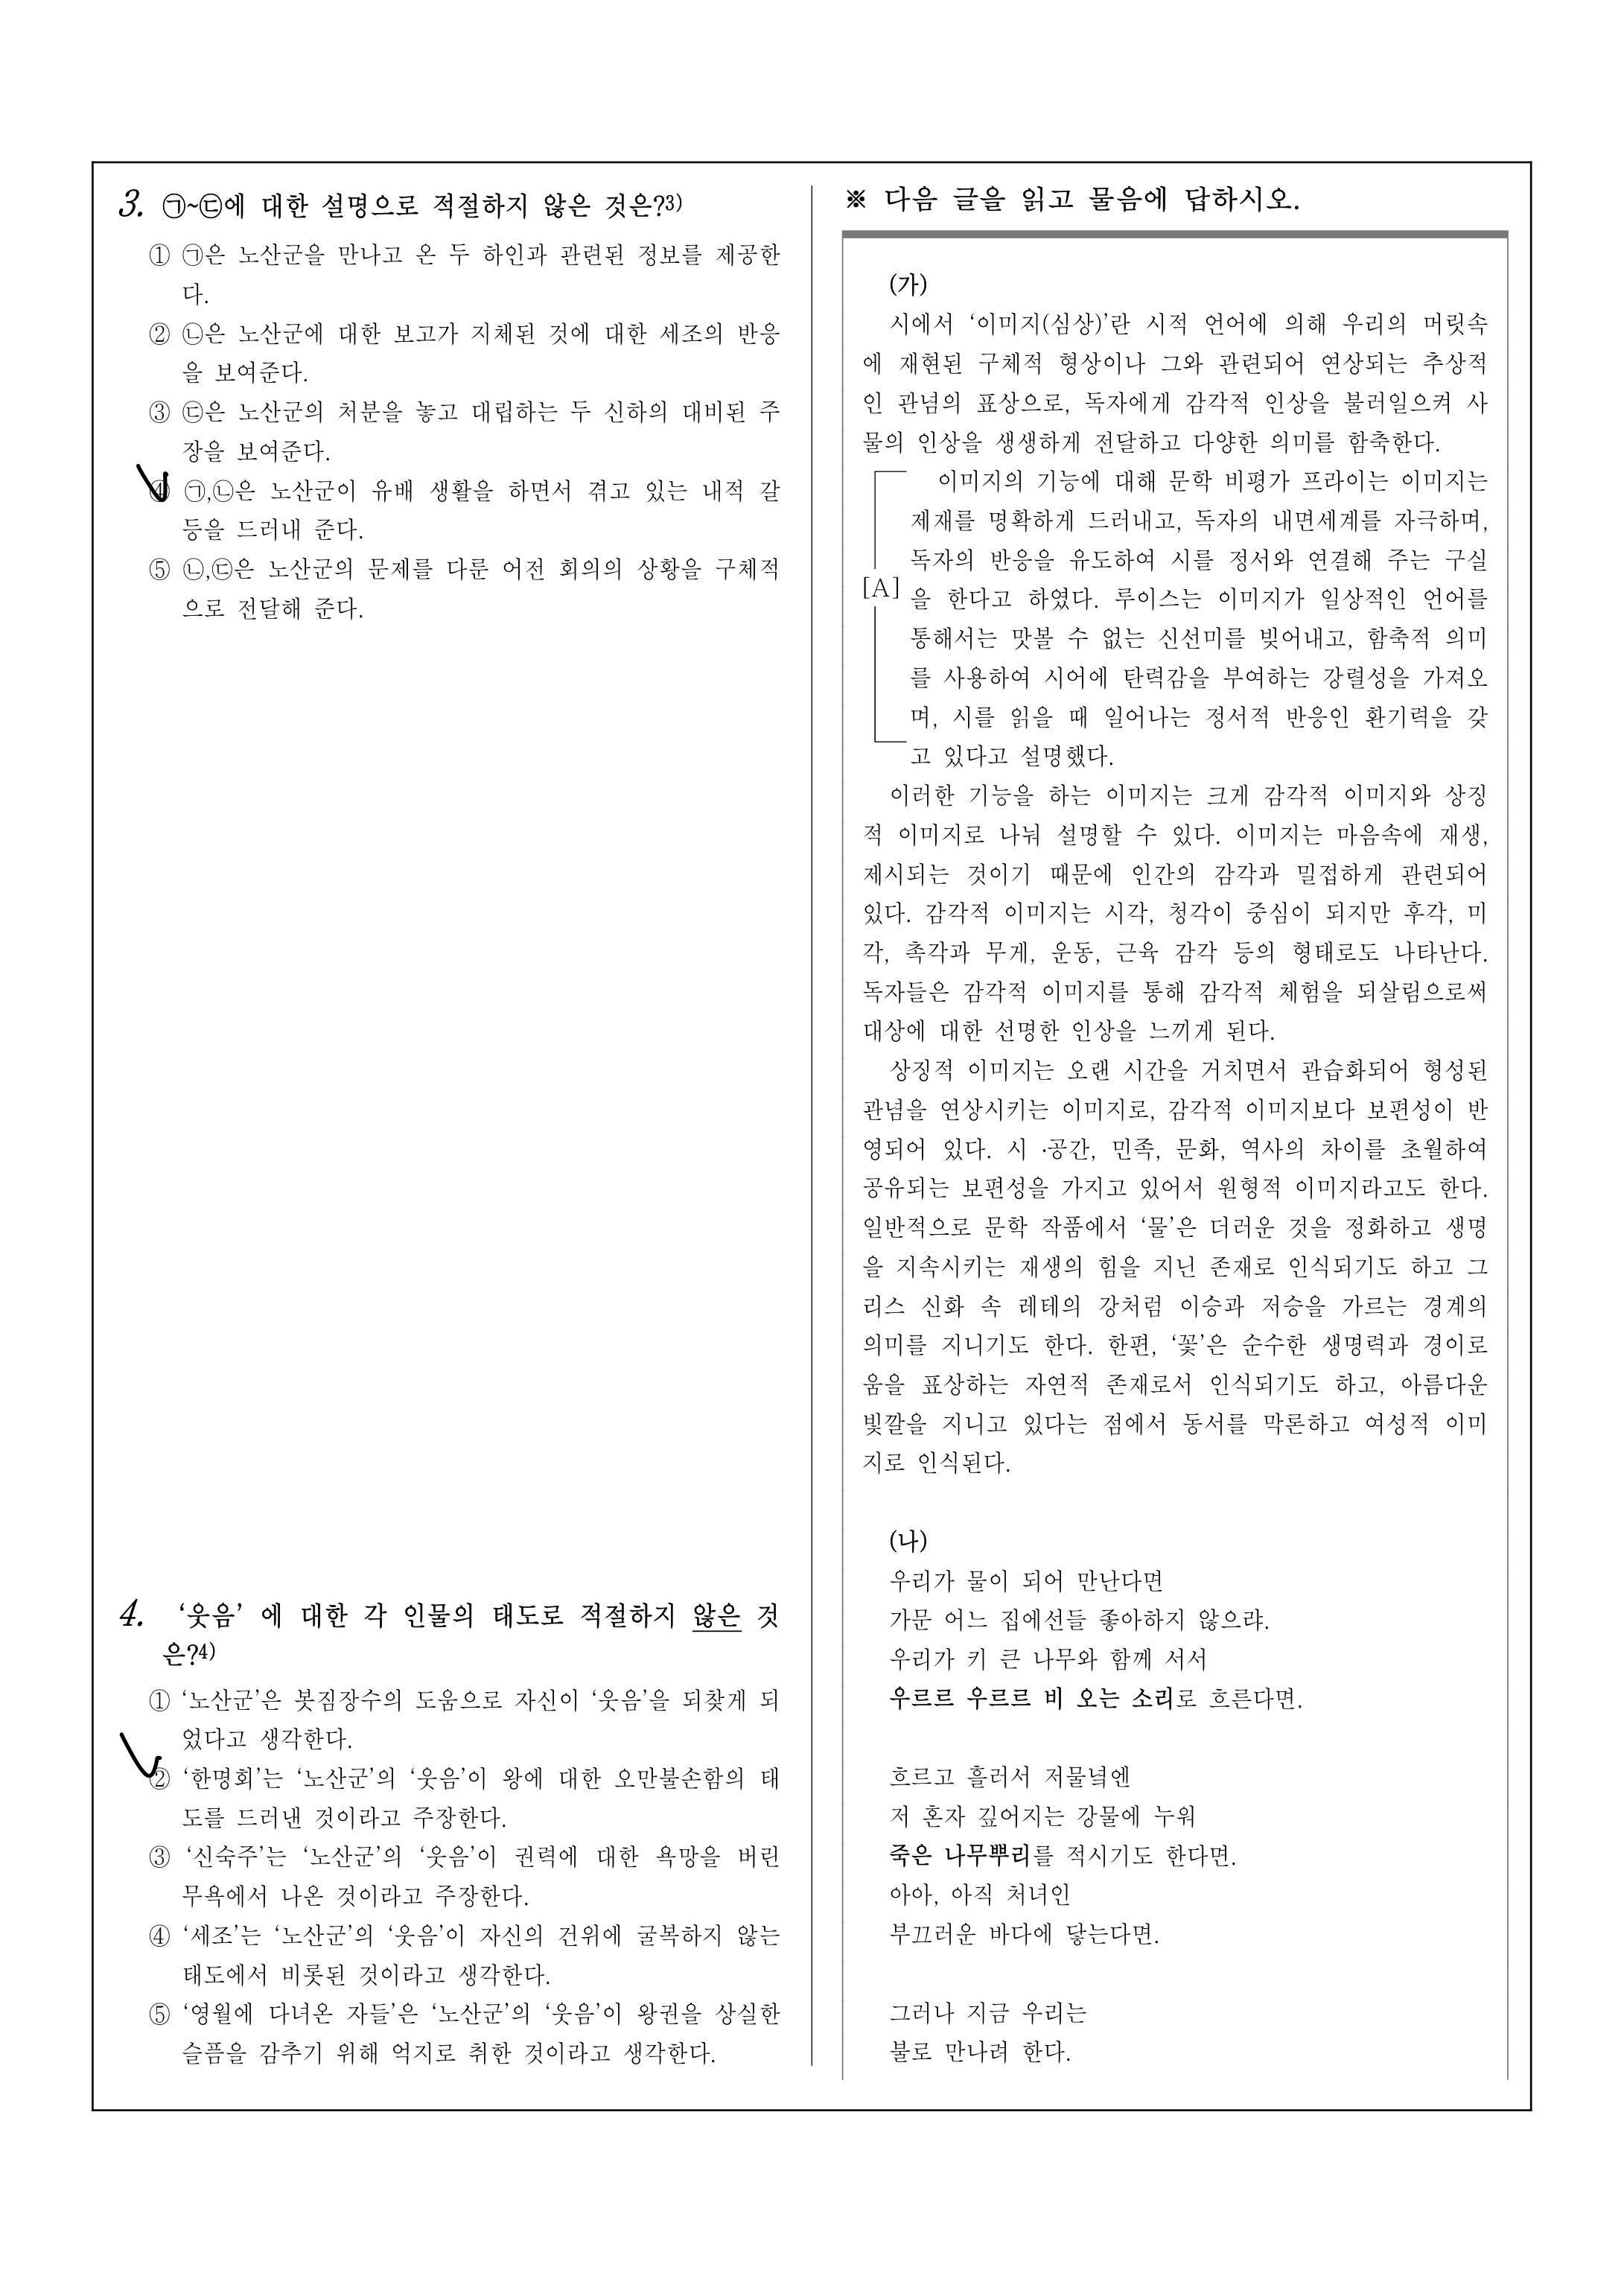 3. ㉠~㉢에 대한 설명으로 적절하지 않은 것은?3)
① ㉠은 노산군을 만나고 온 두 하인과 관련된 정보를 제공한
다.
② ㉡은 노산군에 대한 보고가 지체된 것에 대한 세조의 반응
을 보여준다.
③ ㉢은 노산군의 처분을 놓고 대립하는 두 신하의 대비된 주
장을 보여준다.
④ ㉠,㉡은 노산군이 유배 생활을 하면서 겪고 있는 내적 갈
등을 드러내 준다.
⑤ ㉡,㉢은 노산군의 문제를 다룬 어전 회의의 상황을 구체적
으로 전달해 준다.
4. ‘웃음’ 에 대한 각 인물의 태도로 적절하지 않은 것
은?4)
① ‘노산군’은 봇짐장수의 도움으로 자신이 ‘웃음’을 되찾게 되
었다고 생각한다.
② ‘한명회’는 ‘노산군’의 ‘웃음’이 왕에 대한 오만불손함의 태
도를 드러낸 것이라고 주장한다.
③ ‘신숙주’는 ‘노산군’의 ‘웃음’이 권력에 대한 욕망을 버린
무욕에서 나온 것이라고 주장한다.
④ ‘세조’는 ‘노산군’의 ‘웃음’이 자신의 건위에 굴복하지 않는
태도에서 비롯된 것이라고 생각한다.
⑤ ‘영월에 다녀온 자들’은 ‘노산군’의 ‘웃음’이 왕권을 상실한
슬픔을 감추기 위해 억지로 취한 것이라고 생각한다.
※ 다음 글을 읽고 물음에 답하시오.
(가)
시에서 ‘이미지(심상)’란 시적 언어에 의해 우리의 머릿속
에 재현된 구체적 형상이나 그와 관련되어 연상되는 추상적
인 관념의 표상으로, 독자에게 감각적 인상을 불러일으켜 사
물의 인상을 생생하게 전달하고 다양한 의미를 함축한다.
이미지의 기능에 대해 문학 비평가 프라이는 이미지는
제재를 명확하게 드러내고, 독자의 내면세계를 자극하며,
독자의 반응을 유도하여 시를 정서와 연결해 주는 구실
[A] 을 한다고 하였다. 루이스는 이미지가 일상적인 언어를
통해서는 맛볼 수 없는 신선미를 빚어내고, 함축적 의미
를 사용하여 시어에 탄력감을 부여하는 강렬성을 가져오
며, 시를 읽을 때 일어나는 정서적 반응인 환기력을 갖
고 있다고 설명했다.
이러한 기능을 하는 이미지는 크게 감각적 이미지와 상징
적 이미지로 나눠 설명할 수 있다. 이미지는 마음속에 재생,
제시되는 것이기 때문에 인간의 감각과 밀접하게 관련되어
있다. 감각적 이미지는 시각, 청각이 중심이 되지만 후각, 미
각, 촉각과 무게, 운동, 근육 감각 등의 형태로도 나타난다.
독자들은 감각적 이미지를 통해 감각적 체험을 되살림으로써
대상에 대한 선명한 인상을 느끼게 된다.
상징적 이미지는 오랜 시간을 거치면서 관습화되어 형성된
관념을 연상시키는 이미지로, 감각적 이미지보다 보편성이 반
영되어 있다. 시 ·공간, 민족, 문화, 역사의 차이를 초월하여
공유되는 보편성을 가지고 있어서 원형적 이미지라고도 한다.
일반적으로 문학 작품에서 ‘물’은 더러운 것을 정화하고 생명
을 지속시키는 재생의 힘을 지닌 존재로 인식되기도 하고 그
리스 신화 속 레테의 강처럼 이승과 저승을 가르는 경계의
의미를 지니기도 한다. 한편, ‘꽃’은 순수한 생명력과 경이로
움을 표상하는 자연적 존재로서 인식되기도 하고, 아름다운
빛깔을 지니고 있다는 점에서 동서를 막론하고 여성적 이미
지로 인식된다.
(나)
우리가 물이 되어 만난다면
가문 어느 집에선들 좋아하지 않으랴.
우리가 키 큰 나무와 함께 서서
우르르 우르르 비 오는 소리로 흐른다면.
흐르고 흘러서 저물녘엔
저 혼자 깊어지는 강물에 누워
죽은 나무뿌리를 적시기도 한다면.
아아, 아직 처녀인
부끄러운 바다에 닿는다면.
그러나 지금 우리는
불로 만나려 한다.